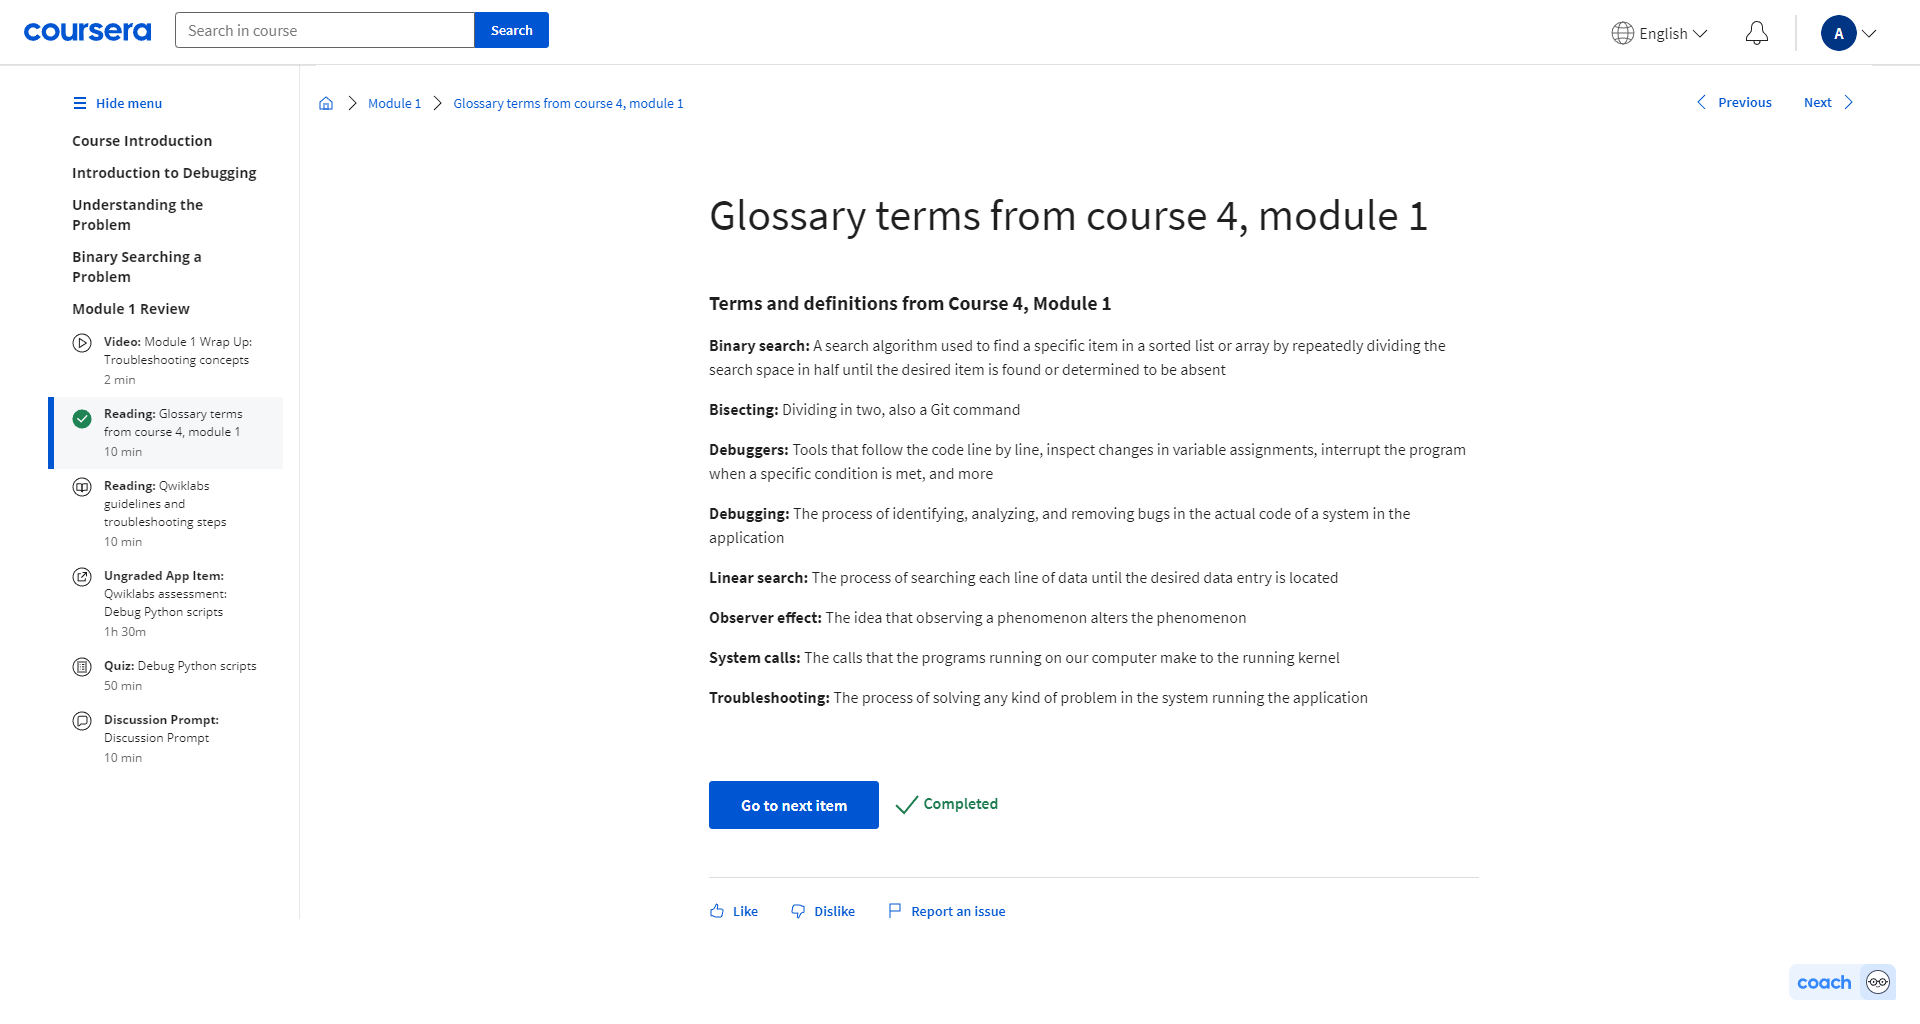 coursera
Search in course
Search
English
A
Hide menu
Course Introduction
Introduction to Debugging
Understanding the
Problem
Binary Searching a
Problem
Module 1 Review
Video: Module 1 Wrap Up:
Troubleshooting concepts
2 min
Reading: Glossary terms
from course 4, module 1
10 min
Reading: Qwiklabs
guidelines and
troubleshooting steps
10 min
Ungraded App Item:
Qwiklabs assessment:
Debug Python scripts
1h 30m
Quiz: Debug Python scripts
50 min
Discussion Prompt:
Discussion Prompt
10 min
Module 1
Glossary terms from course 4, module 1
Previous
Next
Glossary terms from course 4, module 1
Terms and definitions from Course 4, Module 1
Binary search: A search algorithm used to find a specific item in a sorted list or array by repeatedly dividing the
search space in half until the desired item is found or determined to be absent
Bisecting: Dividing in two, also a Git command
Debuggers: Tools that follow the code line by line, inspect changes in variable assignments, interrupt the program
when a specific condition is met, and more
Debugging: The process of identifying, analyzing, and removing bugs in the actual code of a system in the
application
Linear search: The process of searching each line of data until the desired data entry is located
Observer effect: The idea that observing a phenomenon alters the phenomenon
System calls: The calls that the programs running on our computer make to the running kernel
Troubleshooting: The process of solving any kind of problem in the system running the application
Go to next item
Completed
Like
Dislike
Report an issue
coach